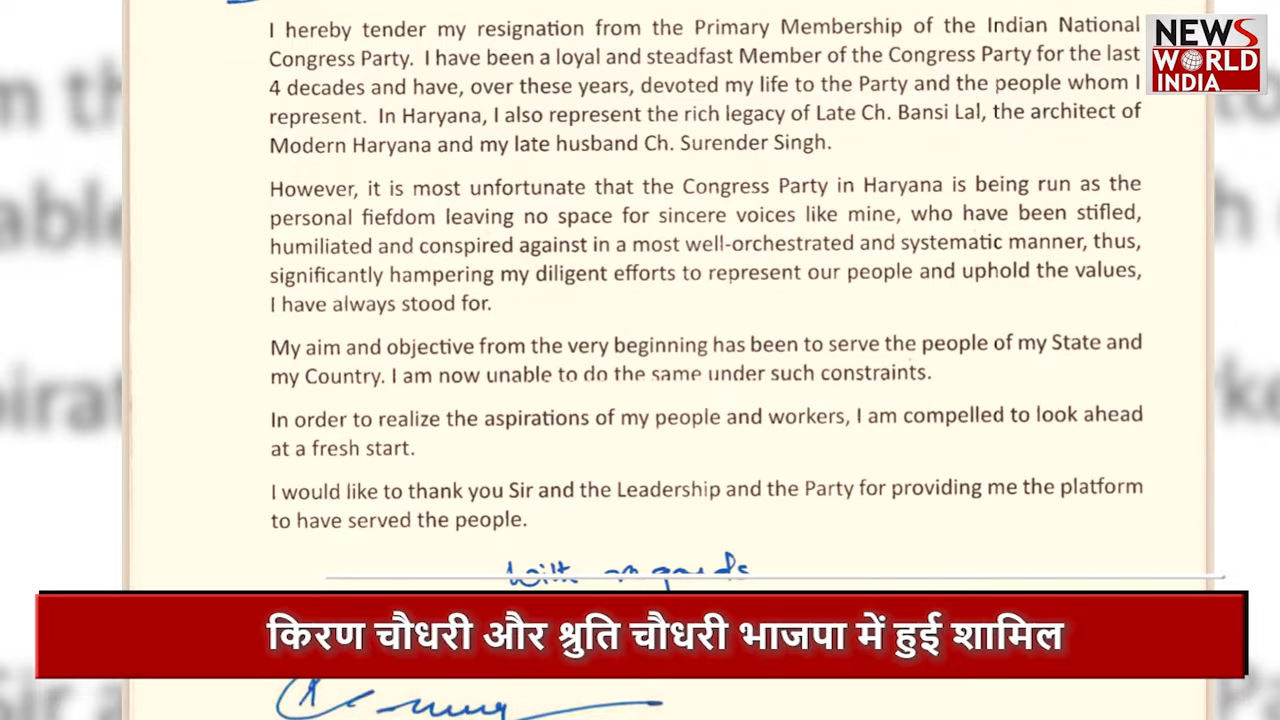 I hereby tender my resignation from the Primary Membership of the Indian National
Congress Party. I have been a loyal and steadfast Member of the Congress Party for the last
4 decades and have, over these years, devoted my life to the Party and the people whom I
represent. In Haryana, I also represent the rich legacy of Late Ch. Bansi Lal, the architect of
Modern Haryana and my late husband Ch. Surender Singh.
However, it is most unfortunate that the Congress Party in Haryana is being run as the
personal fiefdom leaving no space for sincere voices like mine, who have been stifled,
humiliated and conspired against in a most well-orchestrated and systematic manner, thus,
significantly hampering my diligent efforts to represent our people and uphold the values,
I have always stood for.
My aim and objective from the very beginning has been to serve the people of my State and
my Country. I am now unable to do the same under such constraints.
In order to realize the aspirations of my people and workers, I am compelled to look ahead
at a fresh start.
I would like to thank you Sir and the Leadership and the Party for providing me the platform
to have served the people.
With regards
किरण चौधरी और श्रुति चौधरी भाजपा में हुई शामिल
NEWS
WORLD
INDIA